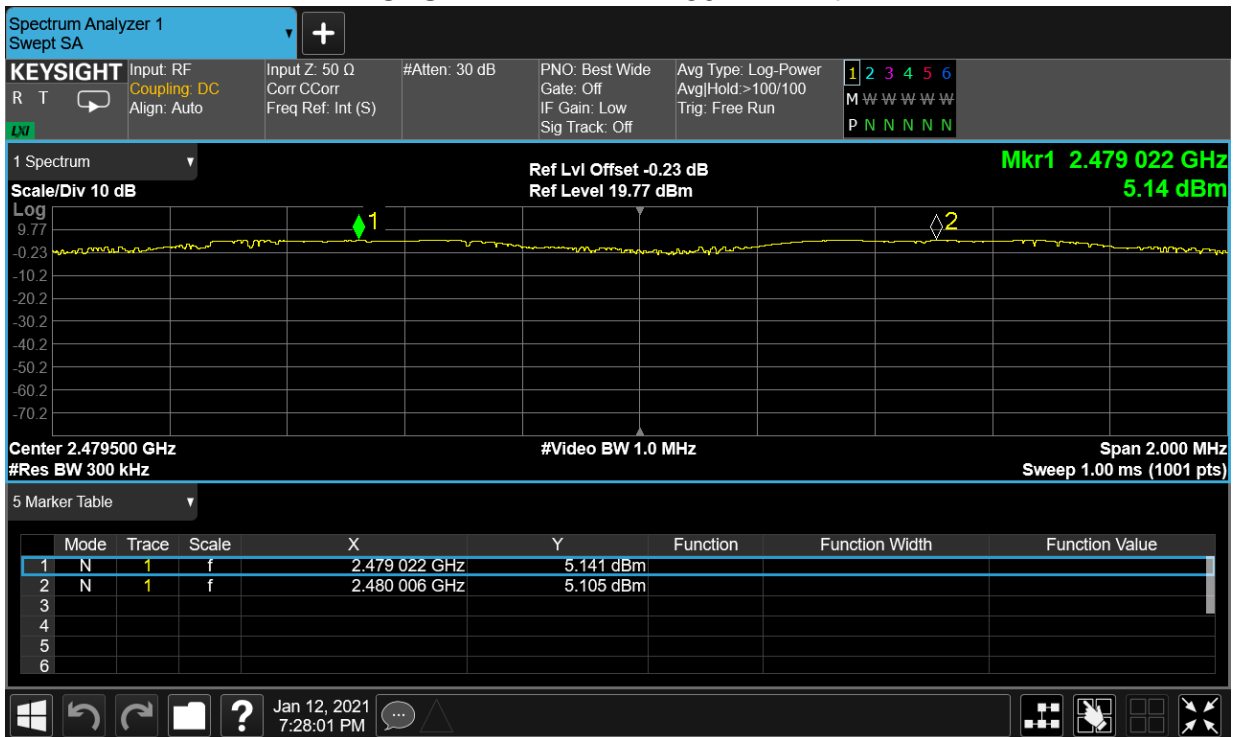 Spectrum Analyzer 1
Swept SA
+
KEYSIGHT
R T
LXI
Input: RF
Coupling: DC
Align: Auto
Input Z: 50 Ω
Corr CCorr
Freq Ref: Int (S)
#Atten: 30 dB
PNO: Best Wide
Gate: Off
IF Gain: Low
Sig Track: Off
Avg Type: Log-Power
Avg|Hold:>100/100
Trig: Free Run
1 2 3 4 5 6
M W W W W W
P N N N N N
1 Spectrum
Scale/Div 10 dB
Ref Lvl Offset -0.23 dB
Ref Level 19.77 dBm
Mkr1 2.479 022 GHz
5.14 dBm
Log
9.77
-0.23
-10.2
-20.2
-30.2
-40.2
-50.2
-60.2
-70.2
1
2
Center 2.479500 GHz
#Res BW 300 kHz
#Video BW 1.0 MHz
Span 2.000 MHz
Sweep 1.00 ms (1001 pts)
5 Marker Table
Mode Trace Scale X Y Function Function Width Function Value
1 N 1 f 2.479 022 GHz 5.141 dBm
2 N 1 f 2.480 006 GHz 5.105 dBm
3
4
5
6
?
Jan 12, 2021
7:28:01 PM